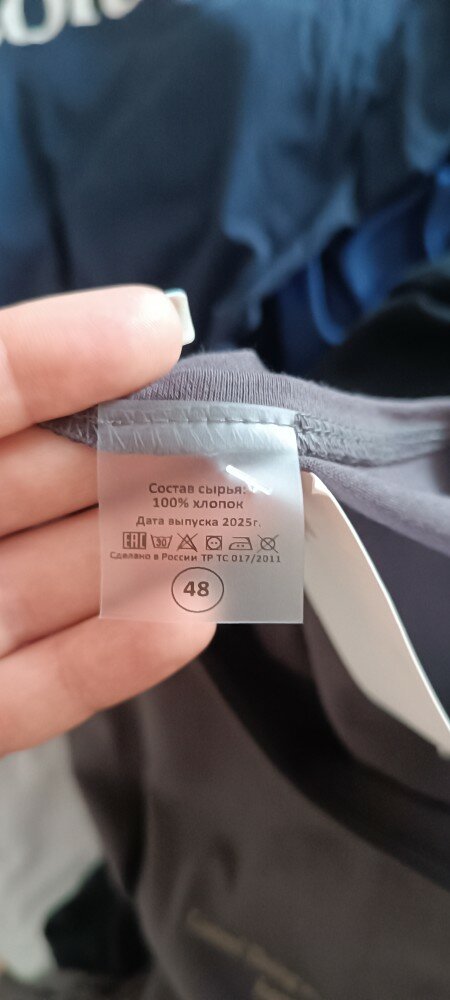 Состав сырья:
100% хлопок
Дата выпуска 2025г.
EAC 30
Сделано в России ТР ТС 017/2011
48